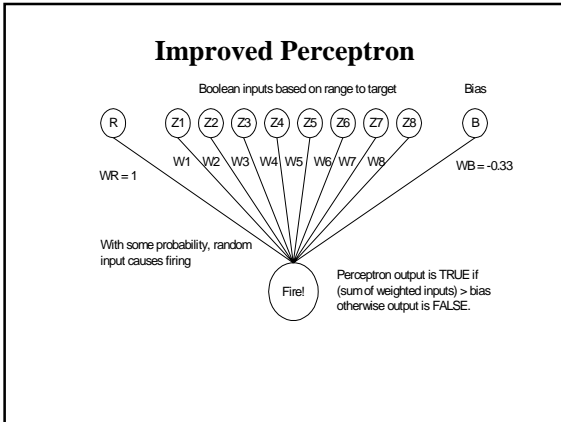 Improved Perceptron
Boolean inputs based on range to target
Bias
R
Z1
Z2
Z3
Z4
Z5
Z6
Z7
Z8
B
W1
W2
W3
W4
W5
W6
W7
W8
WR = 1
WB = -0.33
With some probability, random
input causes firing
Fire!
Perceptron output is TRUE if
(sum of weighted inputs) > bias
otherwise output is FALSE.